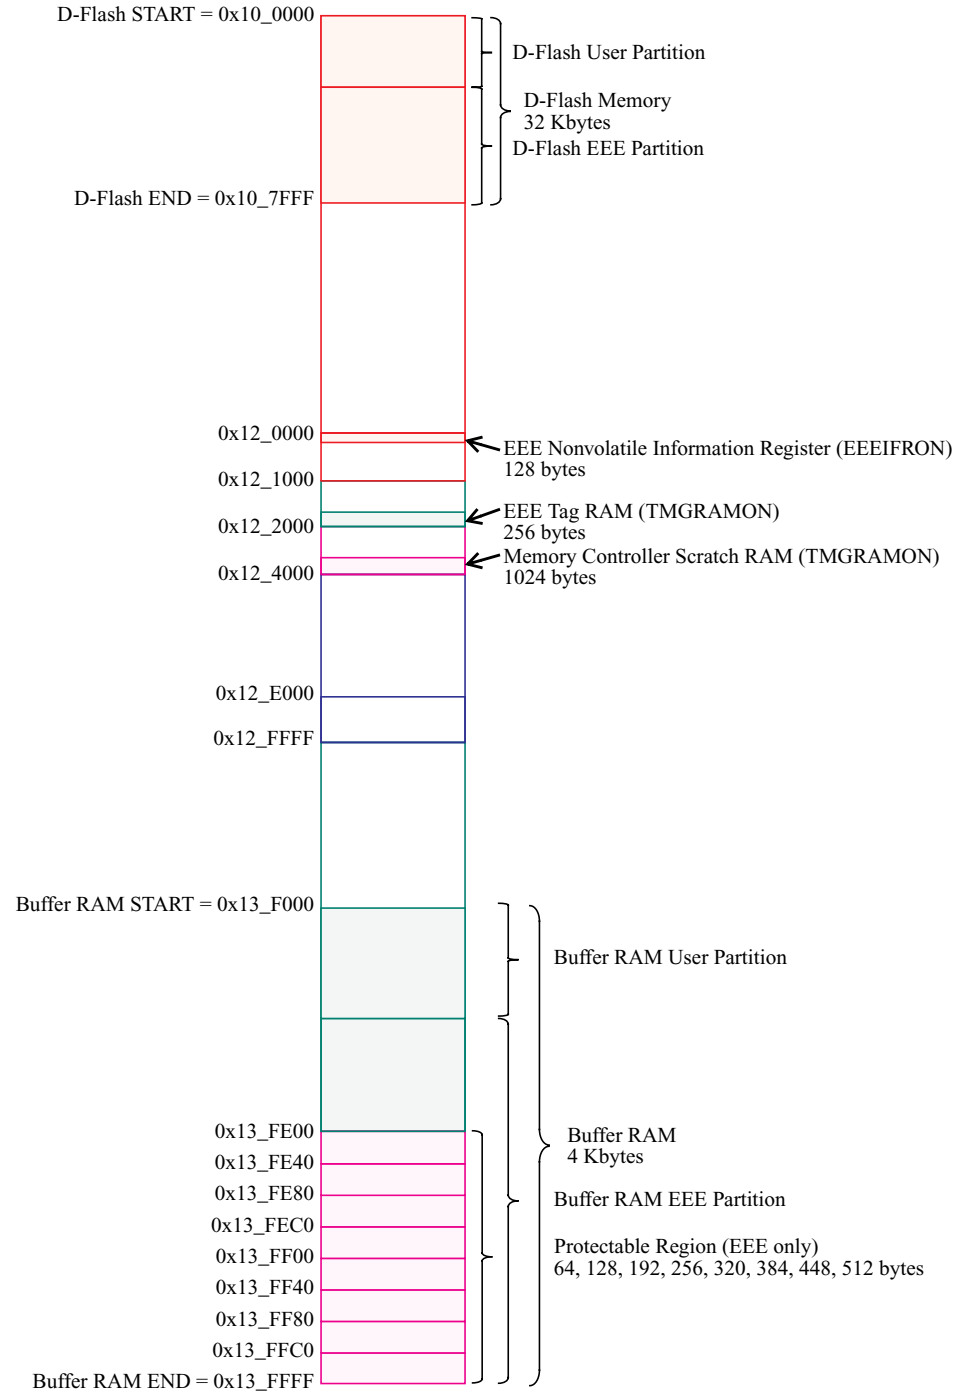 D-Flash START = 0x10_0000
D-Flash User Partition
D-Flash Memory
32 Kbytes
D-Flash EEE Partition
D-Flash END = 0x10_7FFF
0x12_0000
EEE Nonvolatile Information Register (EEEIFRON)
128 bytes
0x12_1000
EEE Tag RAM (TMGRAMON)
256 bytes
0x12_2000
Memory Controller Scratch RAM (TMGRAMON)
1024 bytes
0x12_4000
0x12_E000
0x12_FFFF
Buffer RAM START = 0x13_F000
Buffer RAM User Partition
0x13_FE00
Buffer RAM
4 Kbytes
0x13_FE40
0x13_FE80
Buffer RAM EEE Partition
0x13_FEC0
Protectable Region (EEE only)
64, 128, 192, 256, 320, 384, 448, 512 bytes
0x13_FF00
0x13_FF40
0x13_FF80
0x13_FFC0
Buffer RAM END = 0x13_FFFF